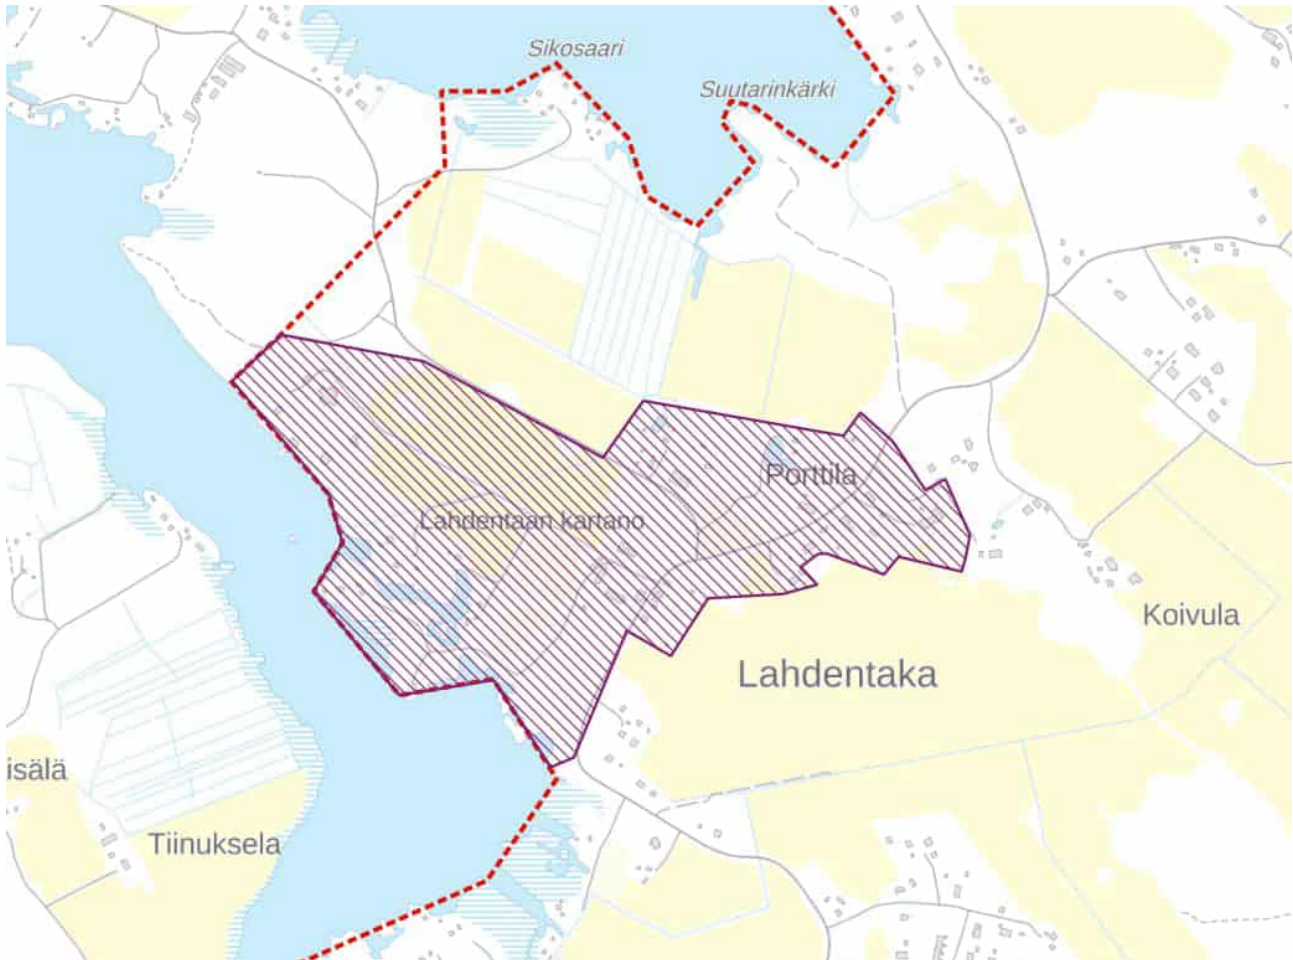 Sikosaari
Suutarinkärki
Porttila
Lahdentaan kartano
Koivula
Lahdentaka
isälä
Tiinuksela